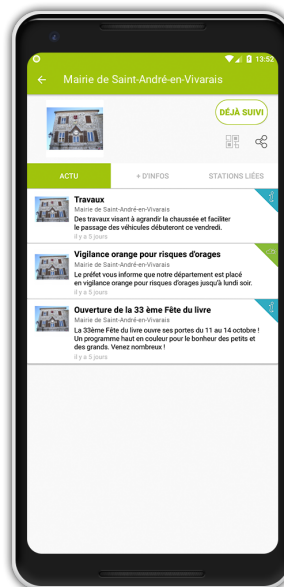 13:52
Mairie de Saint-André-en-Vivarais
DÉJÀ SUIVI
ACTU
+ D'INFOS
STATIONS LIÉES
Travaux
Mairie de Saint-André-en-Vivarais
Des travaux visant à agrandir la chaussée et faciliter
le passage des véhicules débuteront ce vendredi.
il y a 5 jours
Vigilance orange pour risques d'orages
Mairie de Saint-André-en-Vivarais
Le préfet vous informe que notre département est placé
en vigilance orange pour risques d'orages jusqu'à lundi soir.
il y a 5 jours
Ouverture de la 33 ème Fête du livre
Mairie de Saint-André-en-Vivarais
La 33ème Fête du livre ouvre ses portes du 11 au 14 octobre !
Un programme haut en couleur pour le bonheur des petits et
des grands. Venez nombreux !
il y a 5 jours